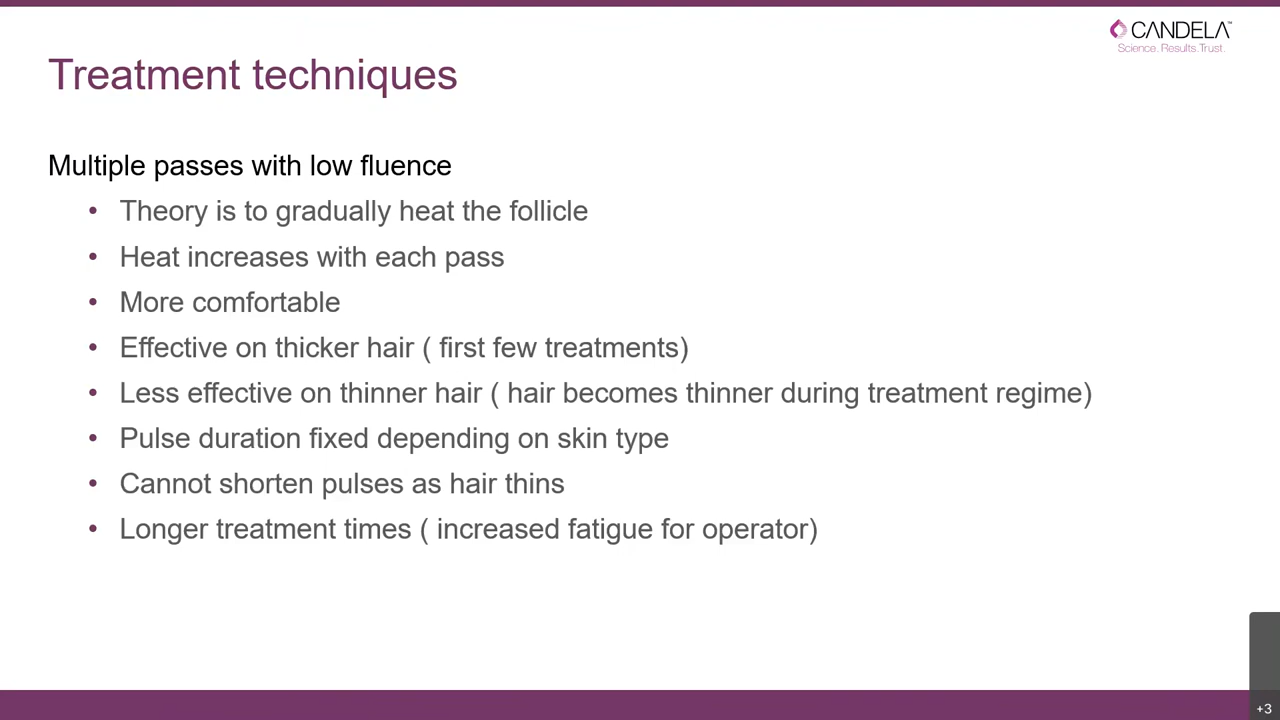 CANDELA™
Science. Results. Trust.
Treatment techniques
Multiple passes with low fluence
• Theory is to gradually heat the follicle
• Heat increases with each pass
• More comfortable
• Effective on thicker hair ( first few treatments)
• Less effective on thinner hair ( hair becomes thinner during treatment regime)
• Pulse duration fixed depending on skin type
• Cannot shorten pulses as hair thins
• Longer treatment times ( increased fatigue for operator)
+3